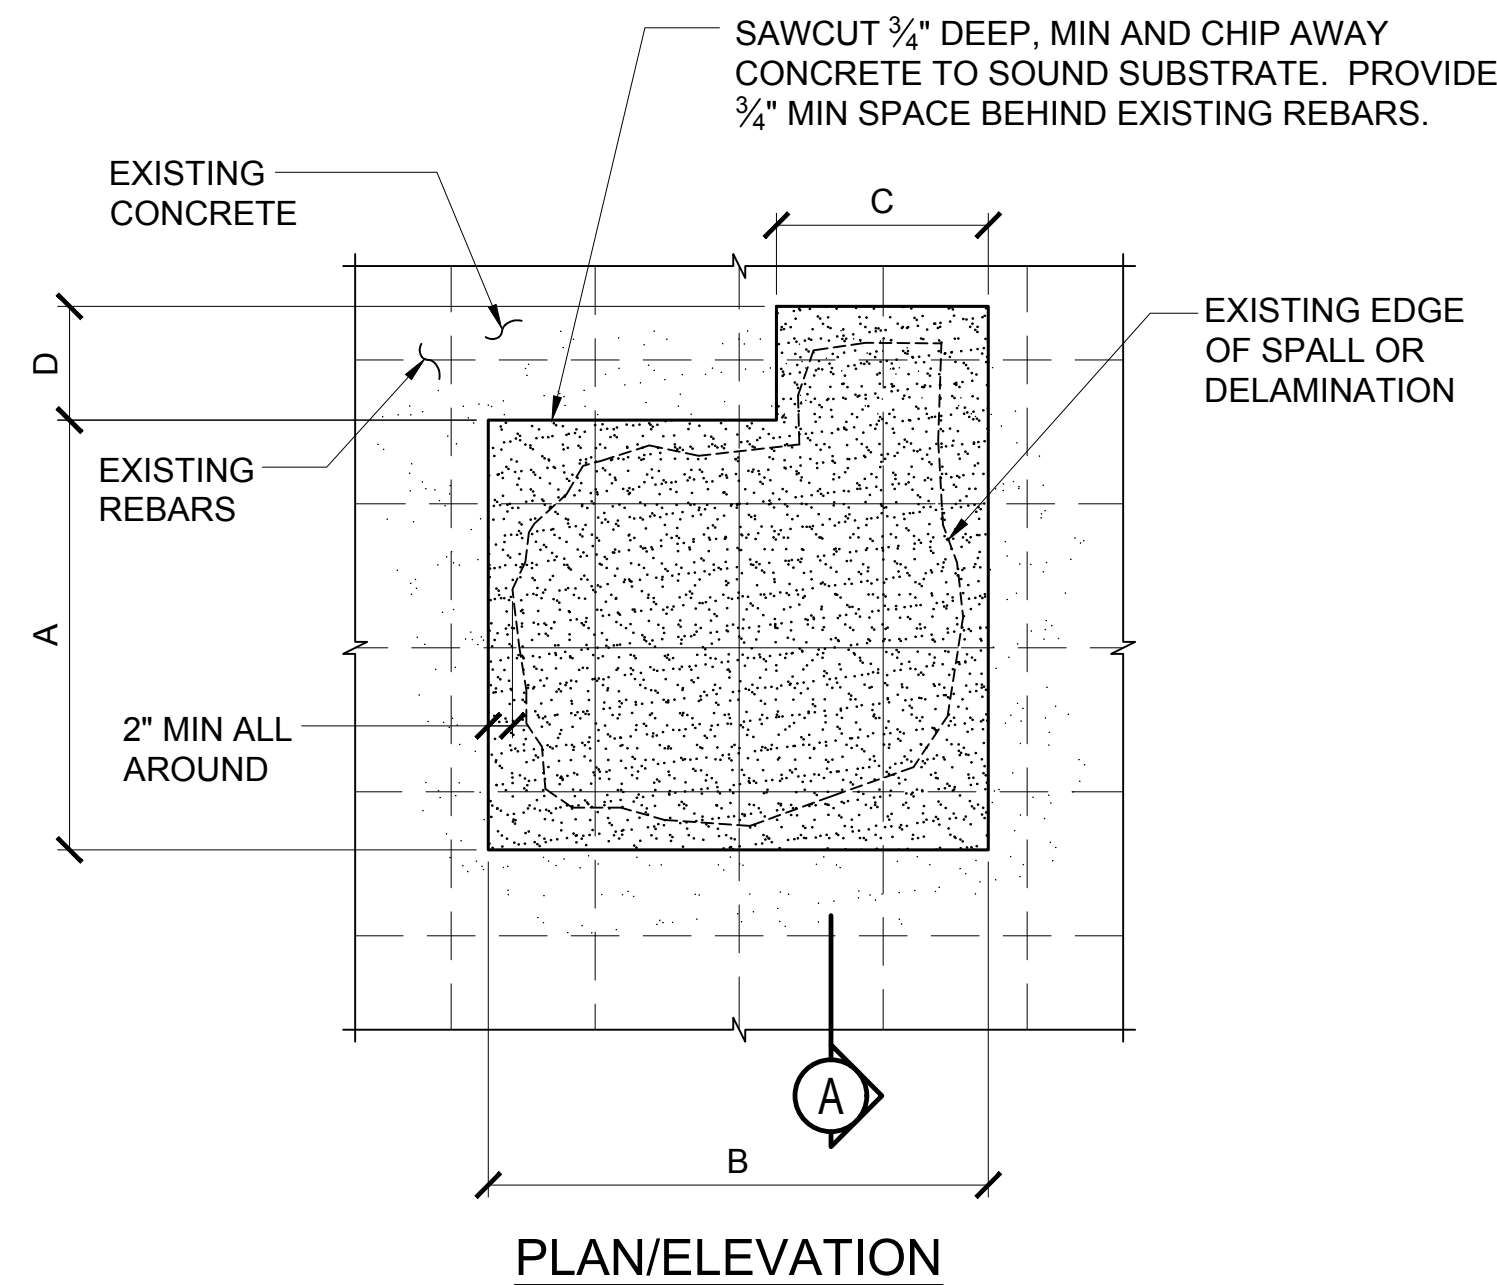 SAWCUT ¾" DEEP, MIN AND CHIP AWAY
CONCRETE TO SOUND SUBSTRATE. PROVIDE
¾" MIN SPACE BEHIND EXISTING REBARS.
EXISTING
CONCRETE
C
EXISTING EDGE
OF SPALL OR
DELAMINATION
D
EXISTING
REBARS
A
2" MIN ALL
AROUND
A
B
PLAN/ELEVATION